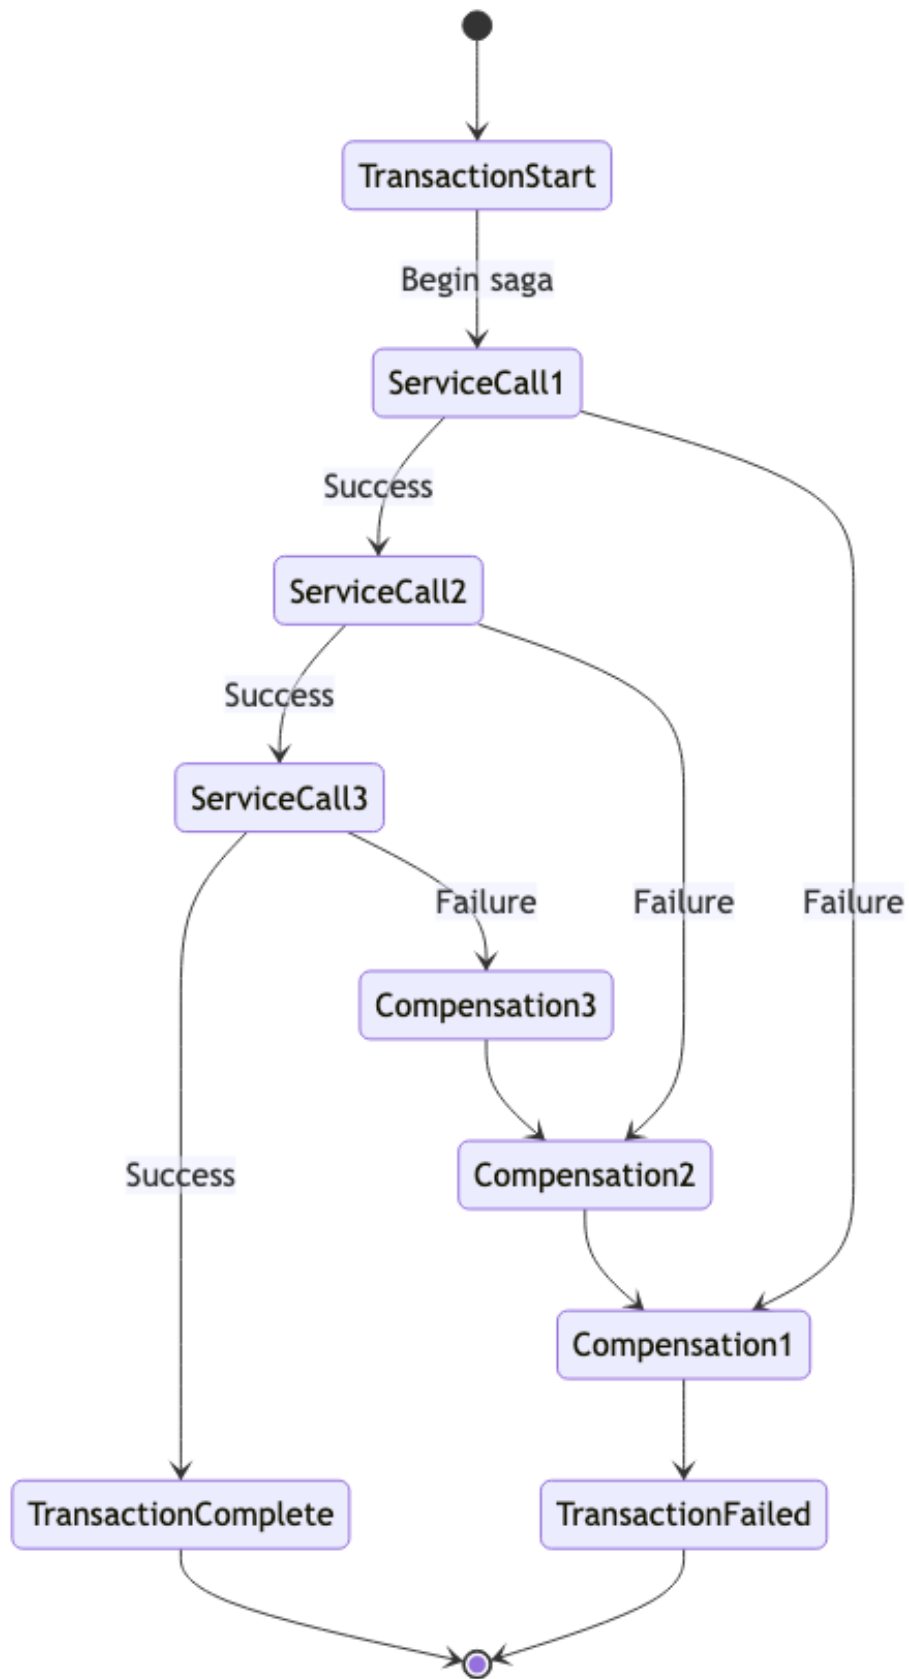 TransactionStart
Begin saga
ServiceCall1
Success
ServiceCall2
Success
ServiceCall3
Failure
Failure
Failure
Compensation3
Success
Compensation2
Compensation1
TransactionComplete
TransactionFailed